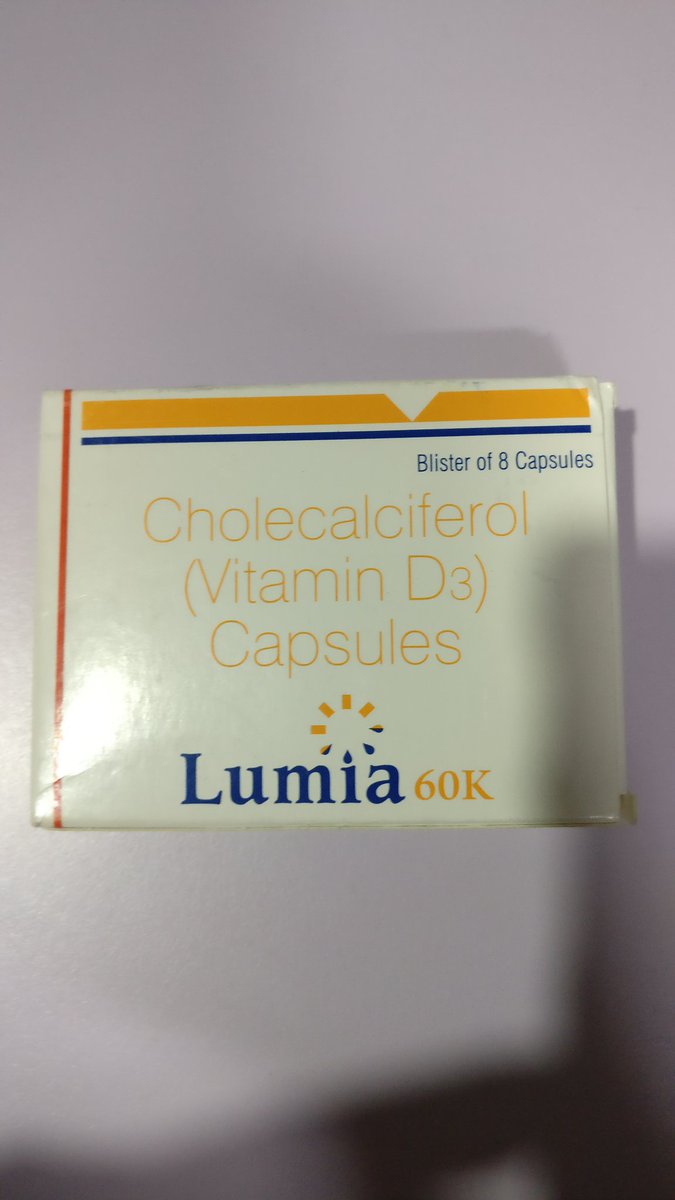 Blister of 8 Capsules
Cholecalciferol
(Vitamin D3)
Capsules
Lumia 60K